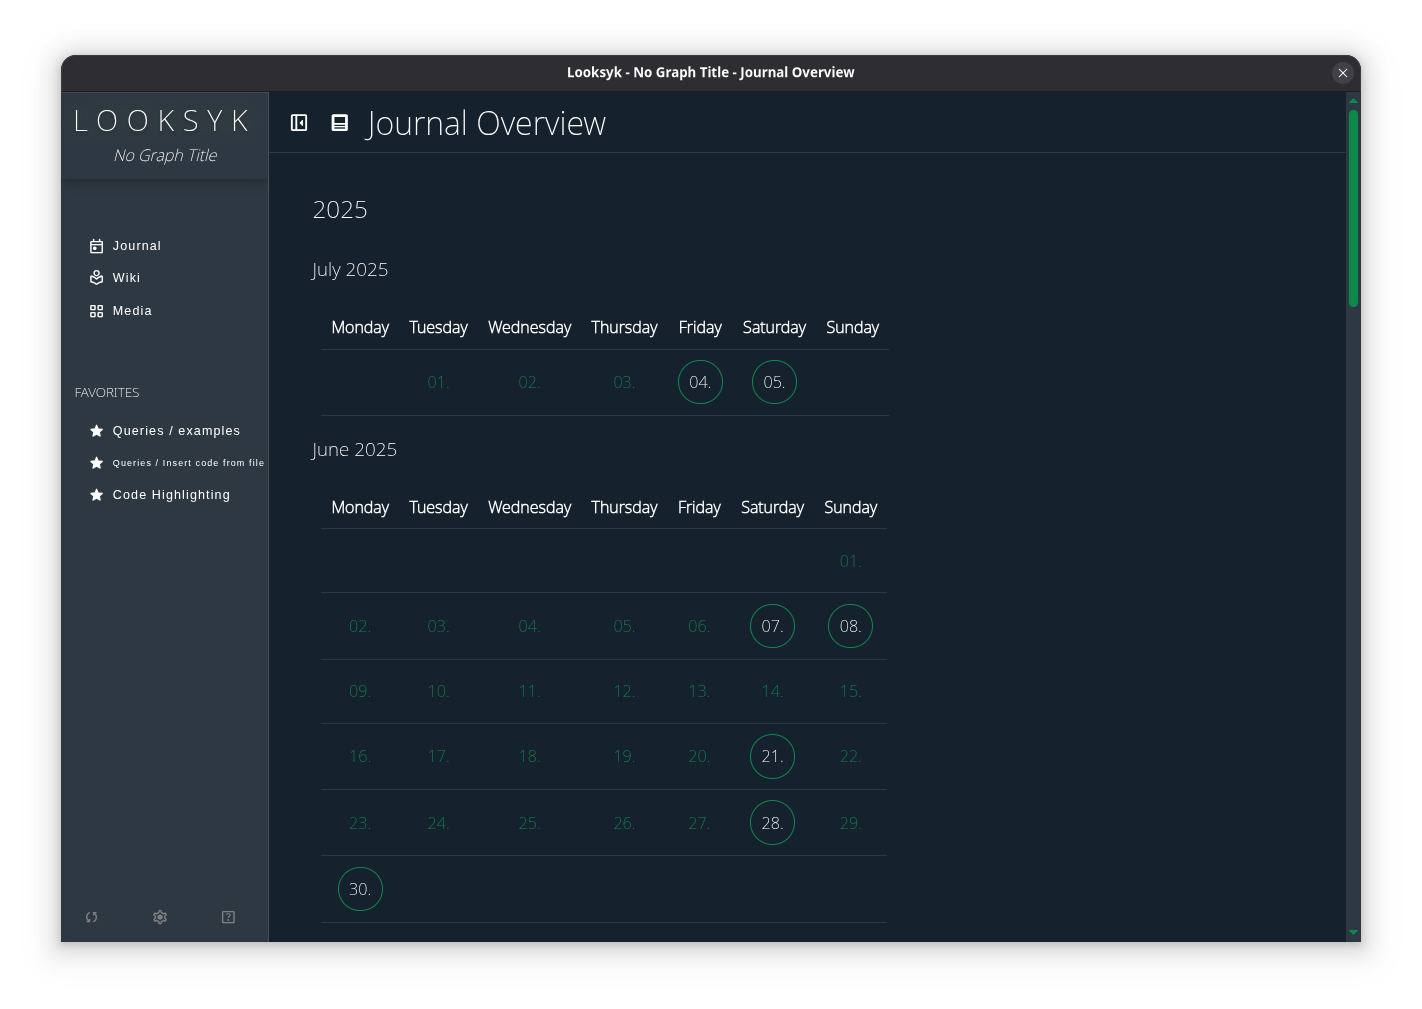 Looksyk - No Graph Title - Journal Overview
LOOKSYK
No Graph Title
Journal
Wiki
Media
FAVORITES
Queries / examples
Queries / Insert code from file
Code Highlighting
Journal Overview
2025
July 2025
Monday Tuesday Wednesday Thursday Friday Saturday Sunday
01. 02. 03. 04. 05.
June 2025
Monday Tuesday Wednesday Thursday Friday Saturday Sunday
01.
02. 03. 04. 05. 06. 07. 08.
09. 10. 11. 12. 13. 14. 15.
16. 17. 18. 19. 20. 21. 22.
23. 24. 25. 26. 27. 28. 29.
30.